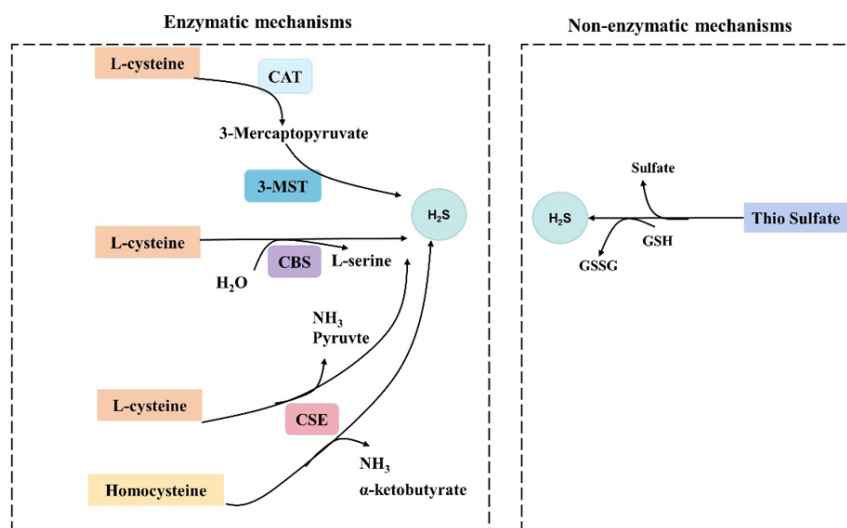 Enzymatic mechanisms
L-cysteine
CAT
3-Mercaptopyruvate
3-MST
H₂S
L-cysteine
CBS
L-serine
H₂O
NH₃
Pyruvte
L-cysteine
CSE
NH₃
α-ketobutyrate
Homocysteine
Non-enzymatic mechanisms
Sulfate
H₂S
Thio Sulfate
GSH
GSSG